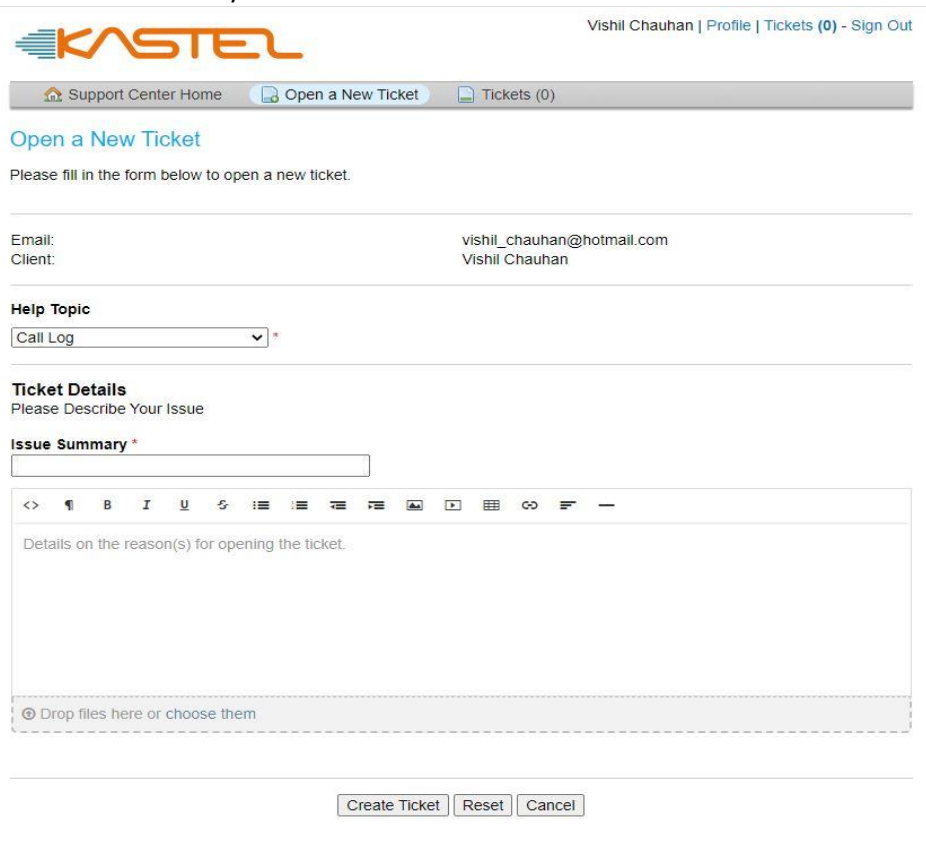 KASTEL
Vishil Chauhan | Profile | Tickets (0) - Sign Out
Support Center Home Open a New Ticket Tickets (0)
Open a New Ticket
Please fill in the form below to open a new ticket.
Email: vishil_chauhan@hotmail.com
Client: Vishil Chauhan
Help Topic
Call Log *
Ticket Details
Please Describe Your Issue
Issue Summary *
<> ¶ B I U S
Details on the reason(s) for opening the ticket.
Drop files here or choose them
Create Ticket Reset Cancel